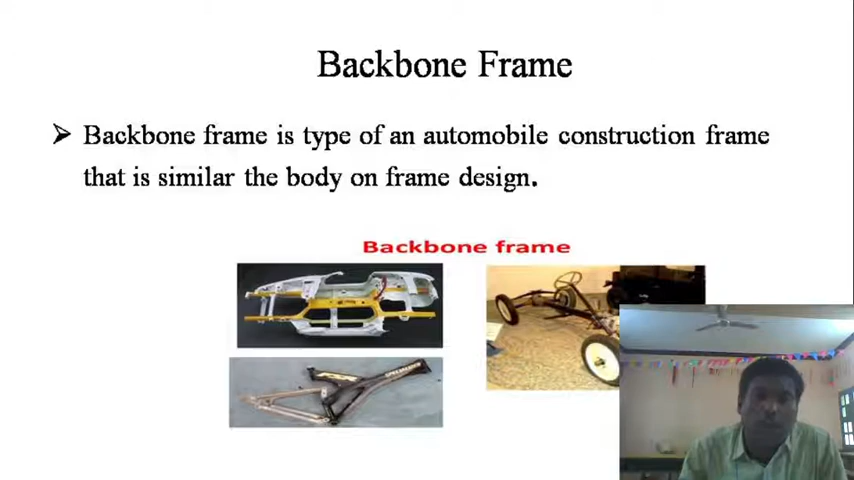 Backbone Frame
➢ Backbone frame is type of an automobile construction frame
that is similar the body on frame design.
Backbone frame